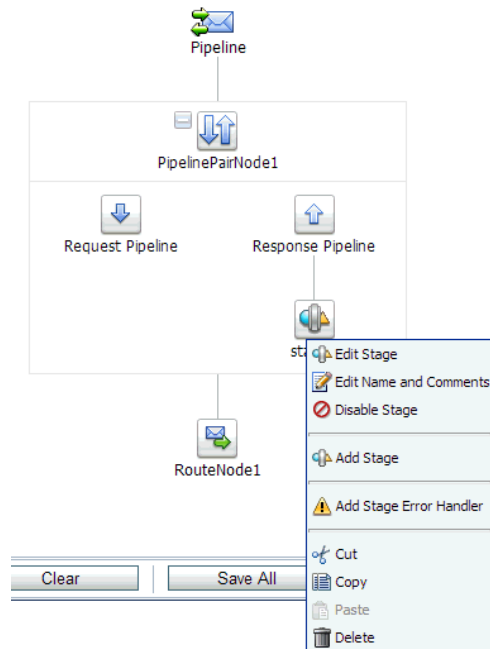 Pipeline
PipelinePairNode1
Request Pipeline
Response Pipeline
Edit Stage
Edit Name and Comments
Disable Stage
Add Stage
RouteNode1
Add Stage Error Handler
Cut
Clear
Save All
Copy
Paste
Delete